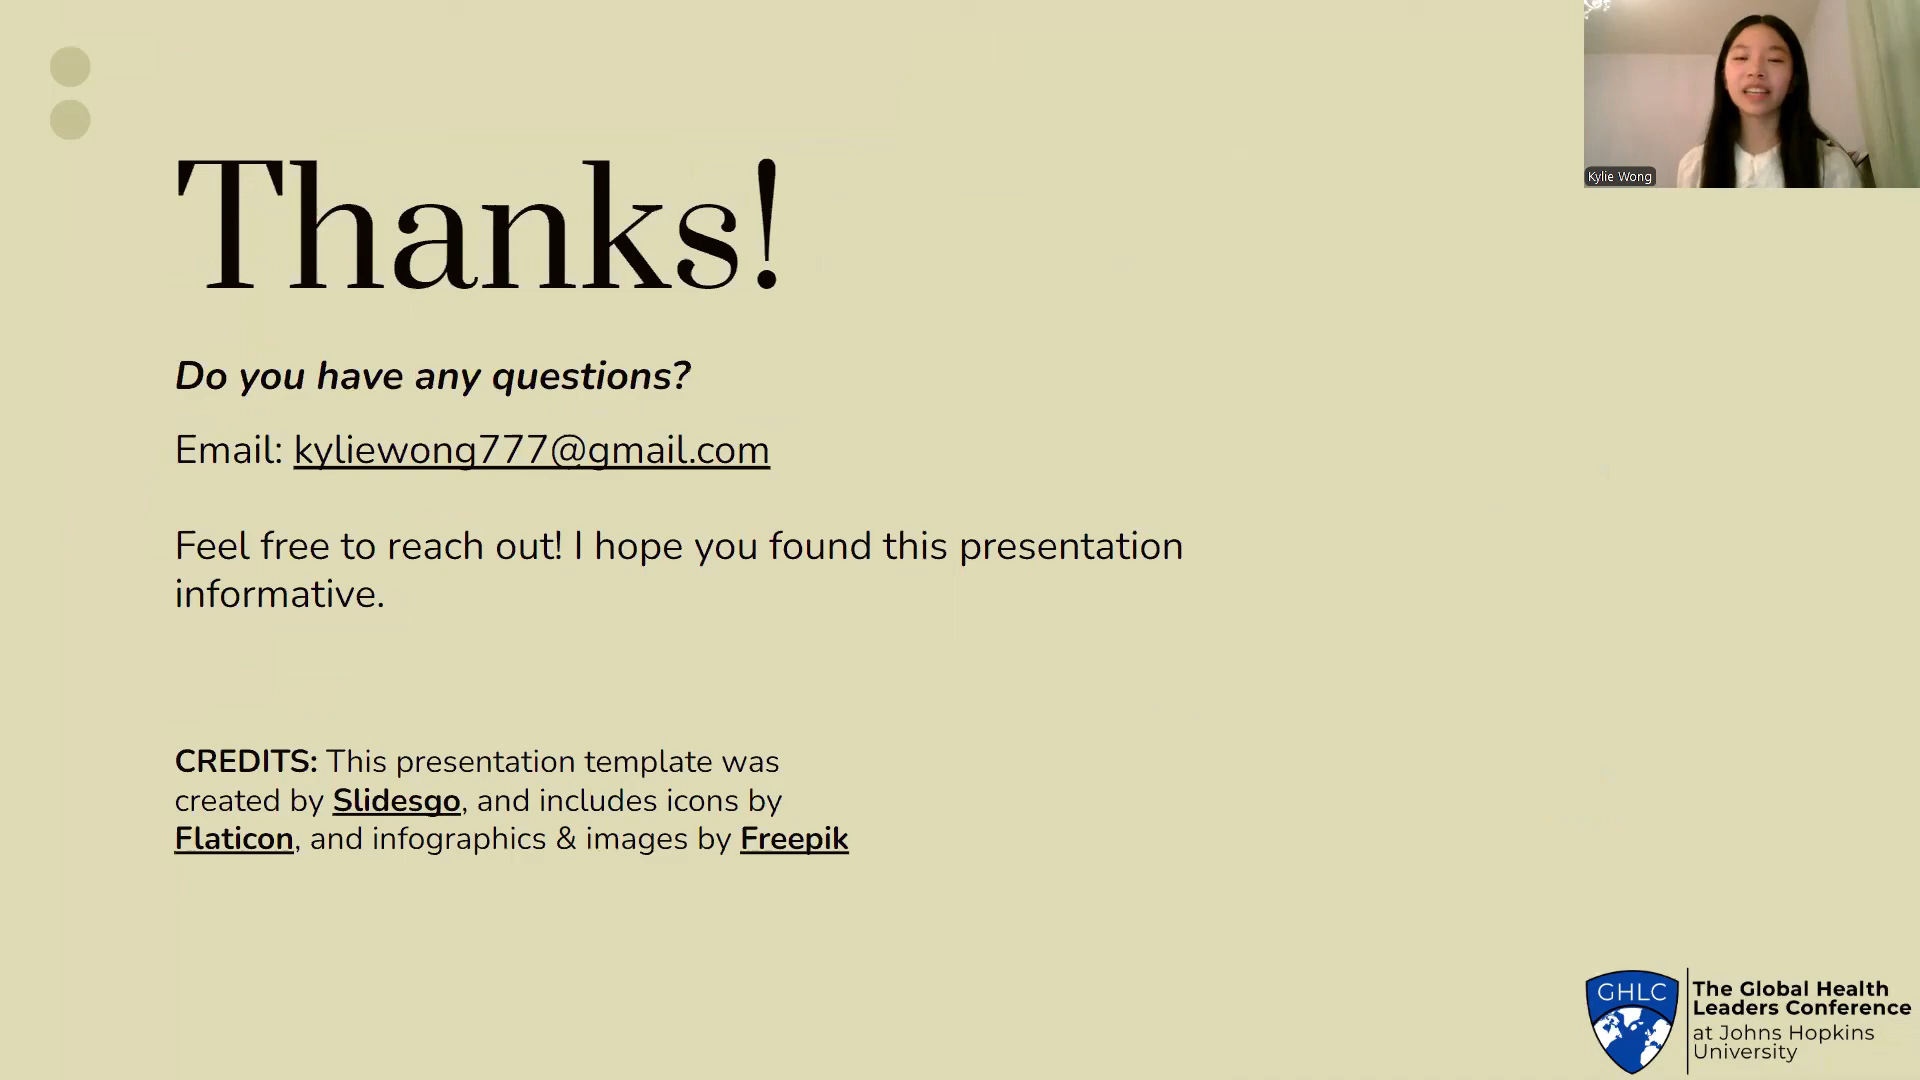 Kylie Wong
Thanks!
Do you have any questions?
Email: kyliewong777@gmail.com
Feel free to reach out! I hope you found this presentation
informative.
CREDITS: This presentation template was
created by Slidesgo, and includes icons by
Flaticon, and infographics & images by Freepik
GHLC
The Global Health
Leaders Conference
at Johns Hopkins
University